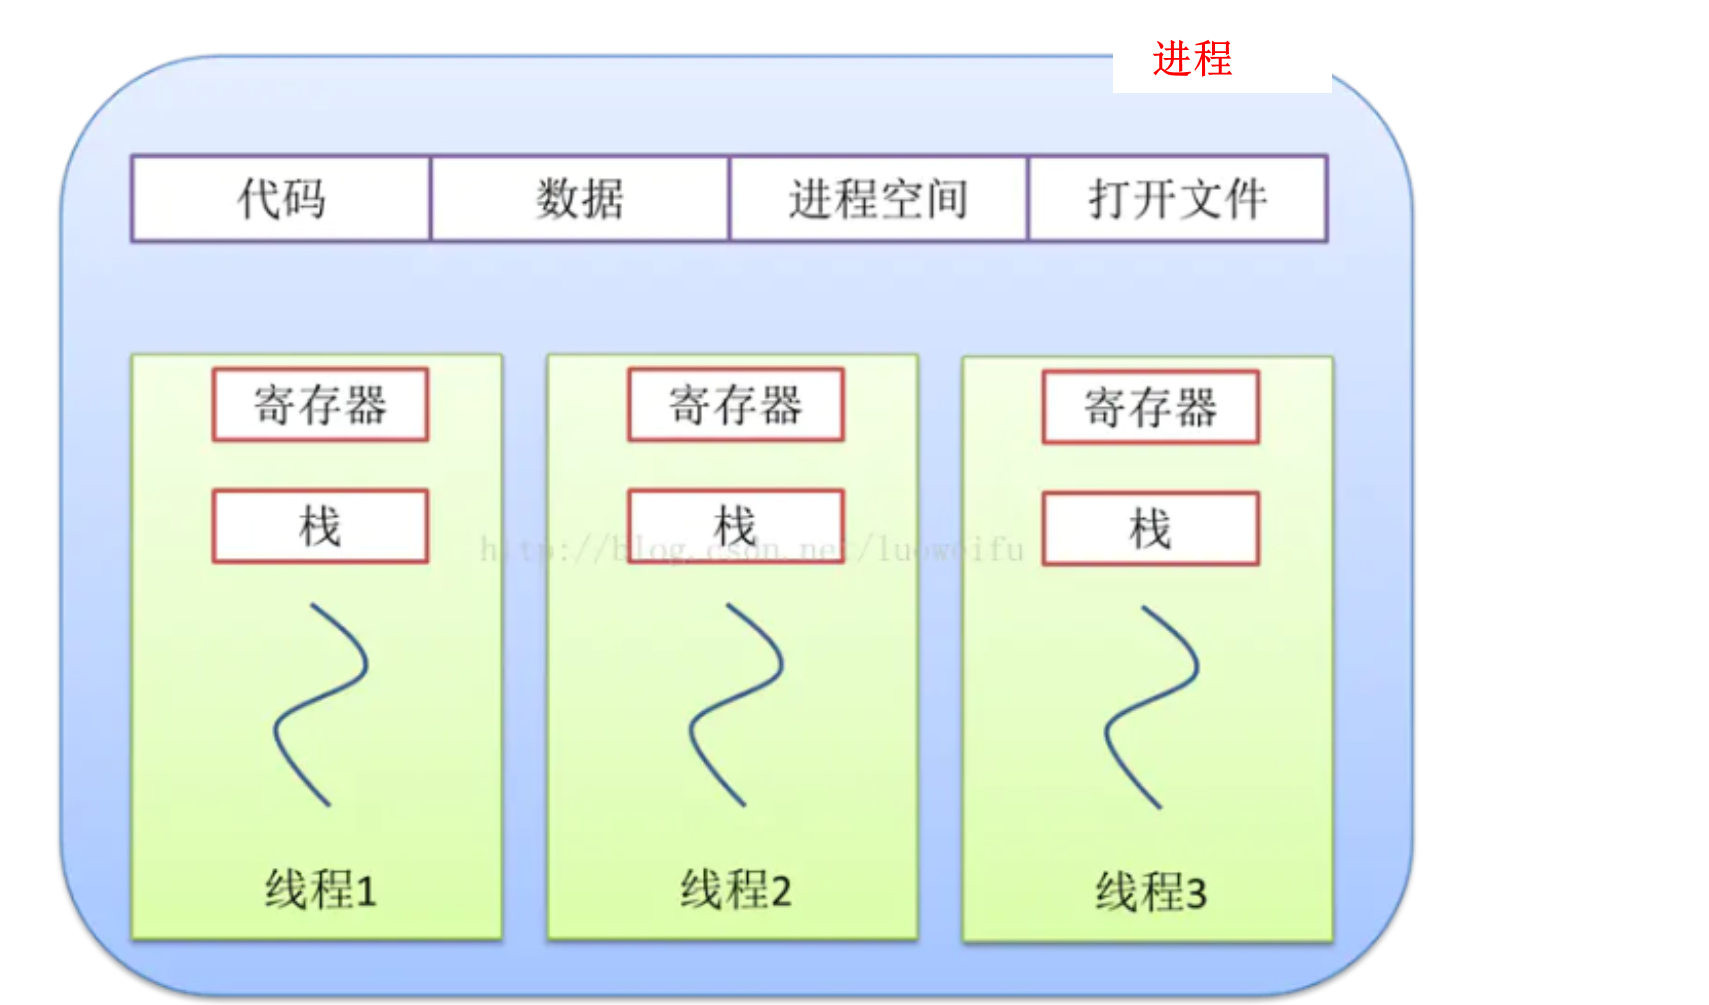 进程
代码 数据 进程空间 打开文件
寄存器 寄存器 寄存器
栈 栈 栈
http://blog.csdn.net/luoweifu
线程1 线程2 线程3